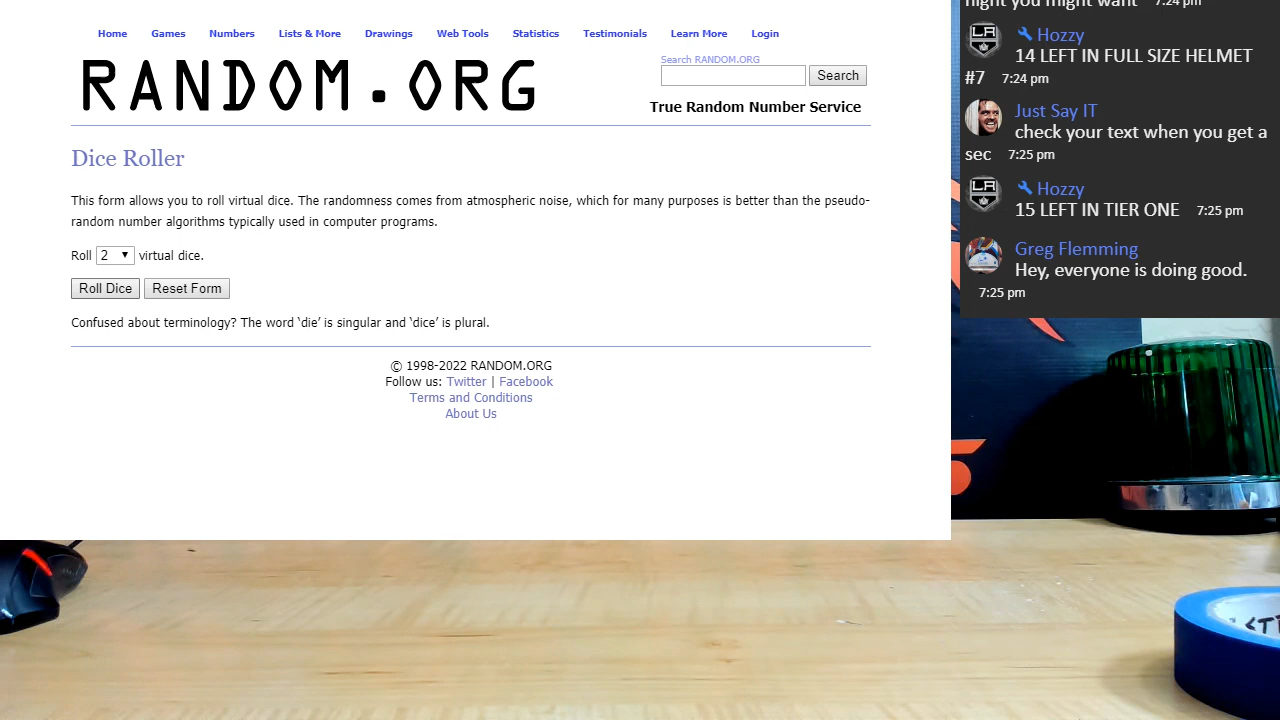 Home Games Numbers Lists & More Drawings Web Tools Statistics Testimonials Learn More Login
RANDOM.ORG
Search RANDOM.ORG
Search
True Random Number Service
Dice Roller
This form allows you to roll virtual dice. The randomness comes from atmospheric noise, which for many purposes is better than the pseudo-
random number algorithms typically used in computer programs.
Roll 2 virtual dice.
Roll Dice Reset Form
Confused about terminology? The word ‘die’ is singular and ‘dice’ is plural.
© 1998-2022 RANDOM.ORG
Follow us: Twitter | Facebook
Terms and Conditions
About Us
night you might want 7:24 pm
LA
Hozzy
14 LEFT IN FULL SIZE HELMET
#7 7:24 pm
Just Say IT
check your text when you get a
sec 7:25 pm
LA
Hozzy
15 LEFT IN TIER ONE 7:25 pm
Greg Flemming
Hey, everyone is doing good.
7:25 pm